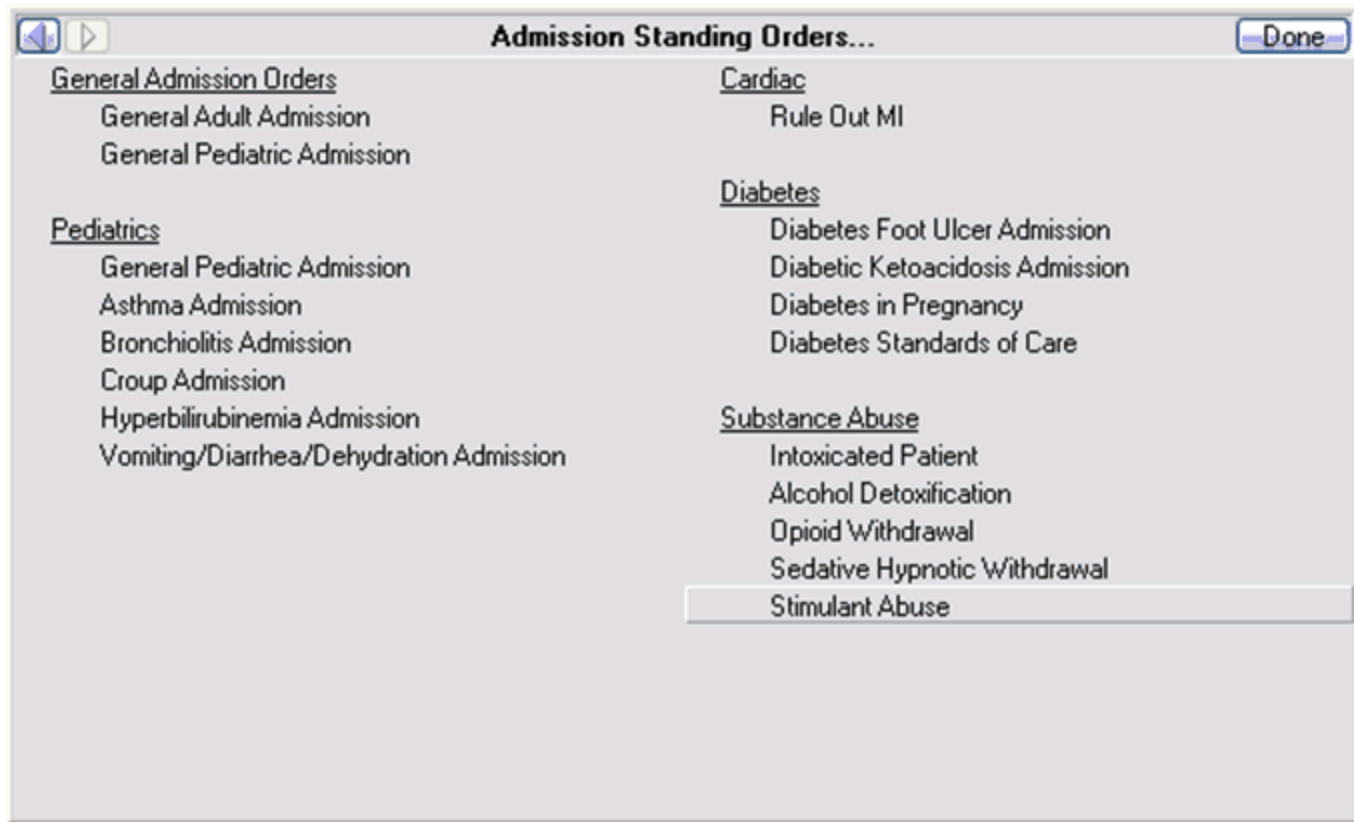 Admission Standing Orders...
Done
General Admission Orders
General Adult Admission
General Pediatric Admission
Pediatrics
General Pediatric Admission
Asthma Admission
Bronchiolitis Admission
Croup Admission
Hyperbilirubinemia Admission
Vomiting/Diarrhea/Dehydration Admission
Cardiac
Rule Out MI
Diabetes
Diabetes Foot Ulcer Admission
Diabetic Ketoacidosis Admission
Diabetes in Pregnancy
Diabetes Standards of Care
Substance Abuse
Intoxicated Patient
Alcohol Detoxification
Opioid Withdrawal
Sedative Hypnotic Withdrawal
Stimulant Abuse